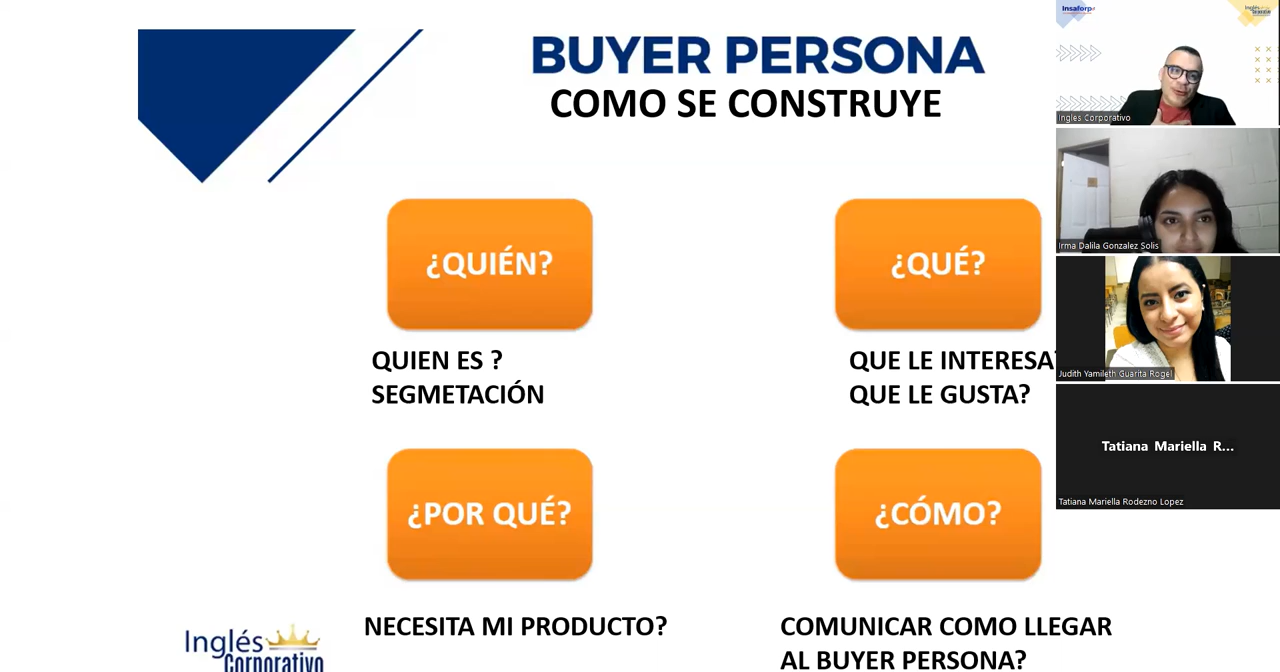 BUYER PERSONA
COMO SE CONSTRUYE
¿QUIÉN?
QUIEN ES ?
SEGMETACIÓN
¿QUÉ?
QUE LE INTERESA
QUE LE GUSTA?
¿POR QUÉ?
NECESITA MI PRODUCTO?
¿CÓMO?
COMUNICAR COMO LLEGAR
AL BUYER PERSONA?
Inglés
Corporativo
Insaforp
Ingles Corporativo
Irma Dalila Gonzalez Solis
Judith Yamileth Guarita Rogel
Tatiana Mariella R...
Tatiana Mariella Rodezno Lopez